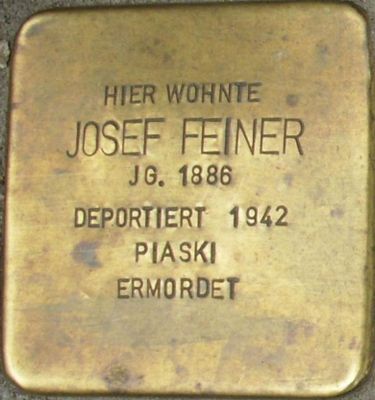 HIER WOHNTE
JOSEF FEINER
JG. 1886
DEPORTIERT 1942
PIASKI
ERMORDET